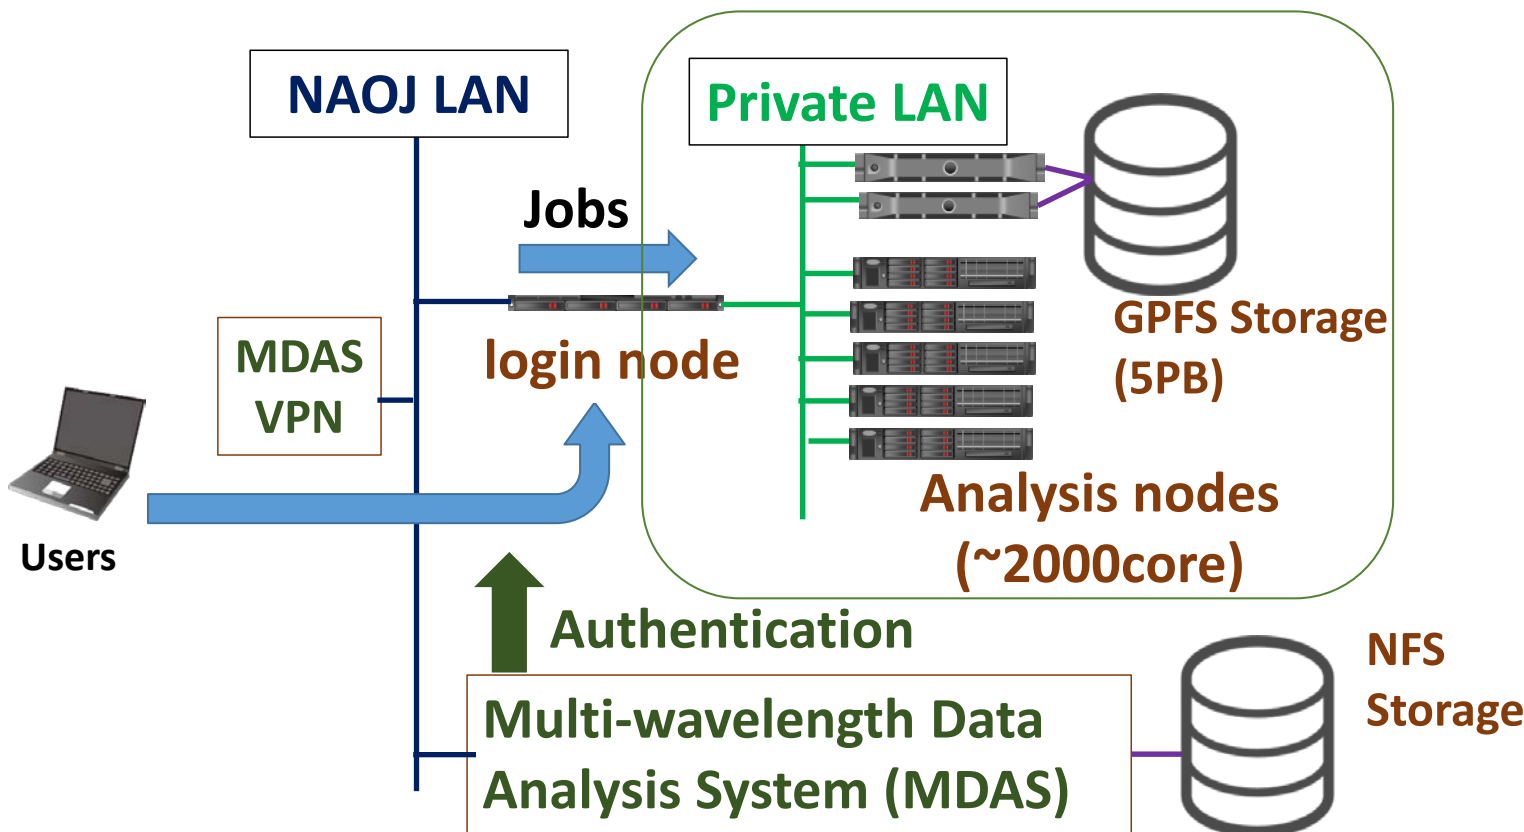 NAOJ LAN
Private LAN
Jobs
GPFS Storage
(5PB)
MDAS
VPN
login node
Users
Analysis nodes
(~2000core)
Authentication
NFS
Storage
Multi-wavelength Data
Analysis System (MDAS)